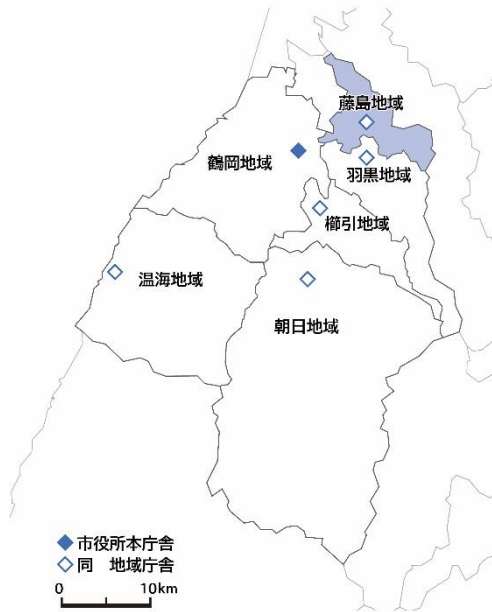 藤島地域
鶴岡地域
羽黒地域
櫛引地域
温海地域
朝日地域
市役所本庁舎
同 地域庁舎
0 10km